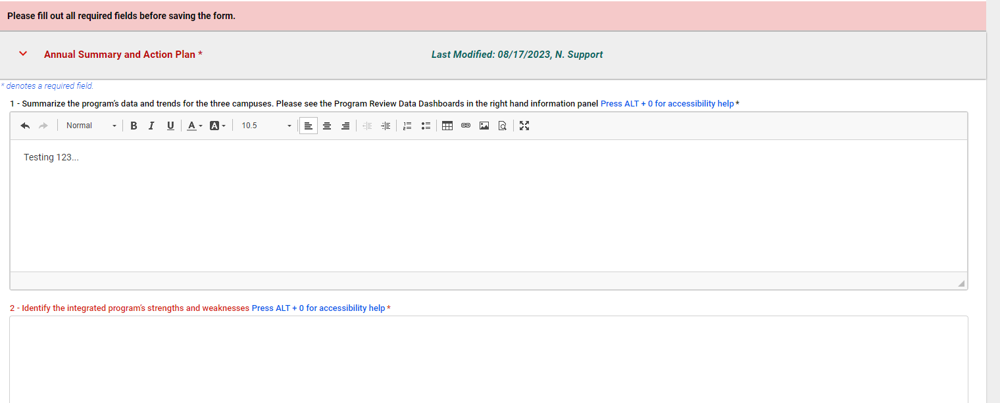 Please fill out all required fields before saving the form.
Annual Summary and Action Plan * Last Modified: 08/17/2023, N. Support
* denotes a required field.
1 - Summarize the program's data and trends for the three campuses. Please see the Program Review Data Dashboards in the right hand information panel Press ALT + 0 for accessibility help *
Normal B I U A A 10.5
Testing 123...
2 - Identify the integrated program's strengths and weaknesses Press ALT + 0 for accessibility help *